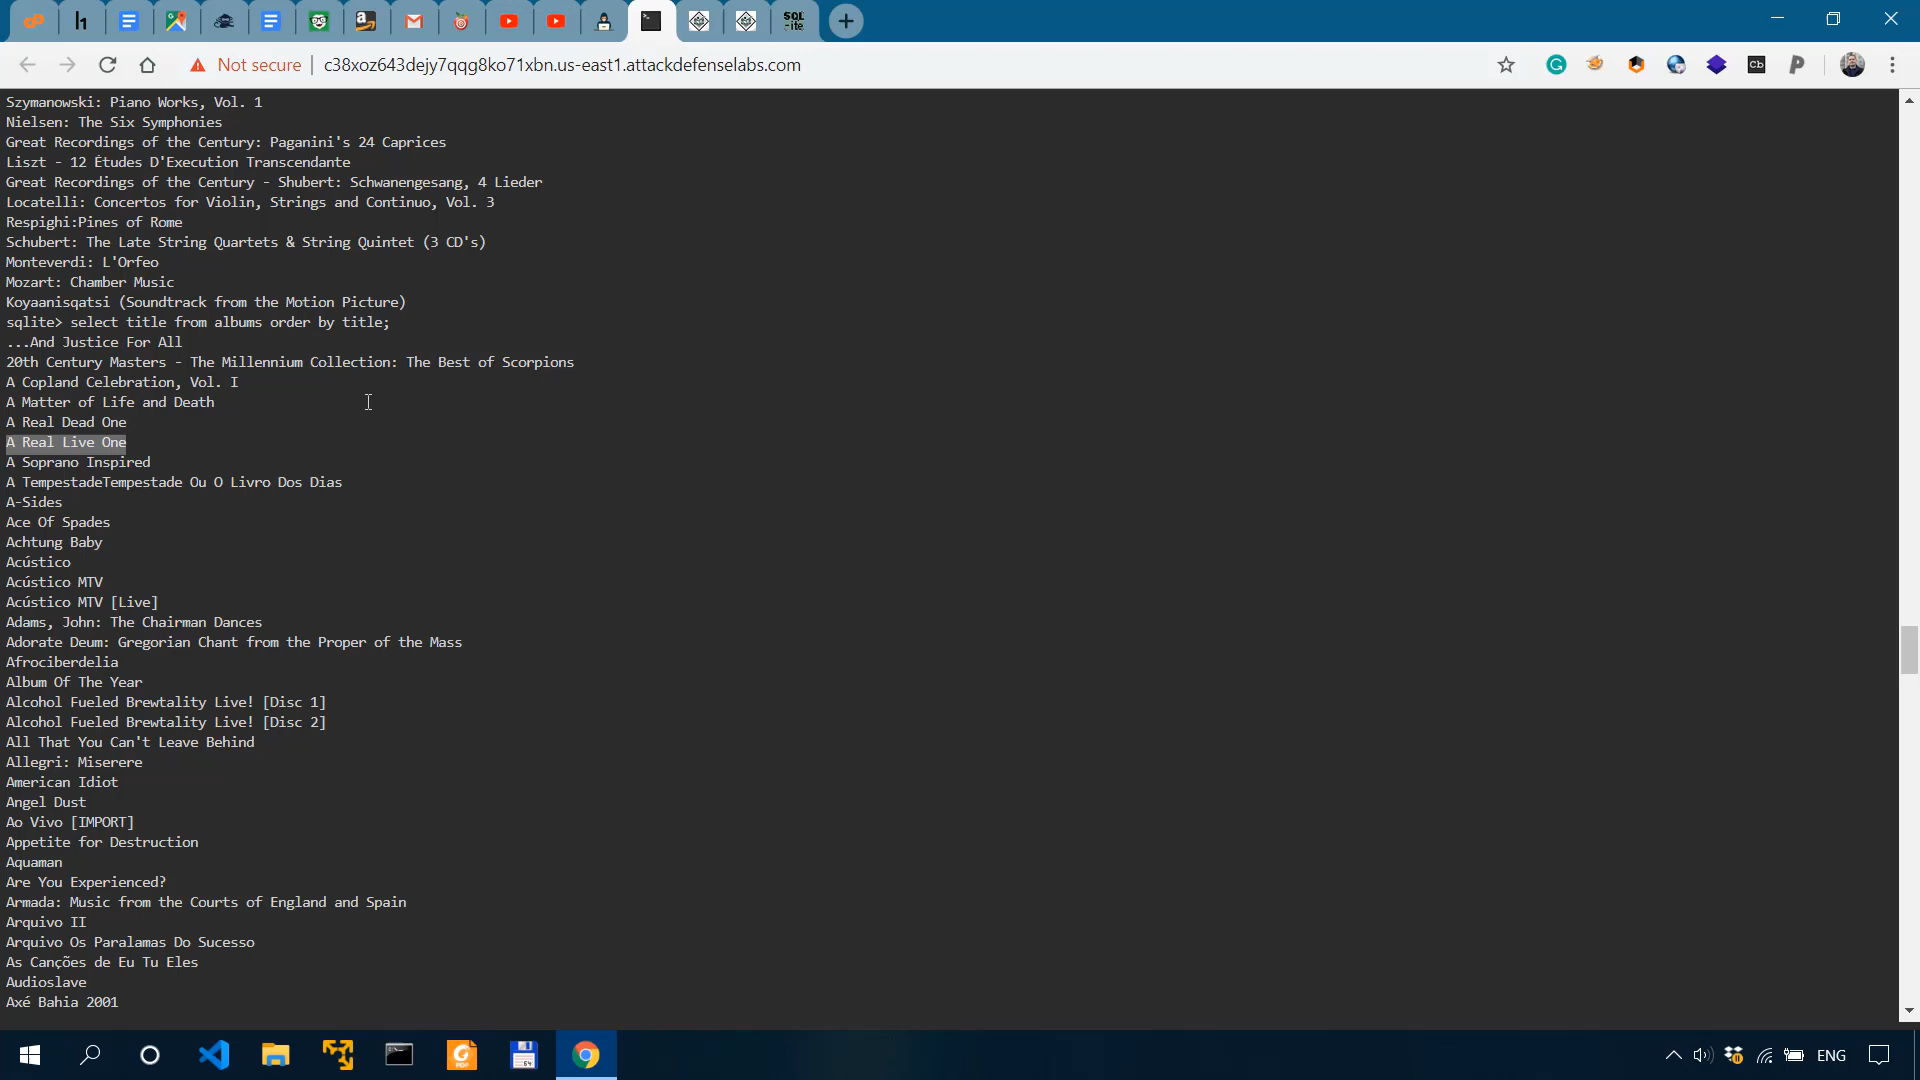 h1
SQL
-ite
Not secure
c38xoz643dejy7qqg8ko71xbn.us-east1.attackdefenselabs.com
Szymanowski: Piano Works, Vol. 1
Nielsen: The Six Symphonies
Great Recordings of the Century: Paganini's 24 Caprices
Liszt - 12 Études D'Execution Transcendante
Great Recordings of the Century - Shubert: Schwanengesang, 4 Lieder
Locatelli: Concertos for Violin, Strings and Continuo, Vol. 3
Respighi:Pines of Rome
Schubert: The Late String Quartets & String Quintet (3 CD's)
Monteverdi: L'Orfeo
Mozart: Chamber Music
Koyaanisqatsi (Soundtrack from the Motion Picture)
sqlite> select title from albums order by title;
...And Justice For All
20th Century Masters - The Millennium Collection: The Best of Scorpions
A Copland Celebration, Vol. I
A Matter of Life and Death
A Real Dead One
A Real Live One
A Soprano Inspired
A TempestadeTempestade Ou O Livro Dos Dias
A-Sides
Ace Of Spades
Achtung Baby
Acústico
Acústico MTV
Acústico MTV [Live]
Adams, John: The Chairman Dances
Adorate Deum: Gregorian Chant from the Proper of the Mass
Afrociberdelia
Album Of The Year
Alcohol Fueled Brewtality Live! [Disc 1]
Alcohol Fueled Brewtality Live! [Disc 2]
All That You Can't Leave Behind
Allegri: Miserere
American Idiot
Angel Dust
Ao Vivo [IMPORT]
Appetite for Destruction
Aquaman
Are You Experienced?
Armada: Music from the Courts of England and Spain
Arquivo II
Arquivo Os Paralamas Do Sucesso
As Canções de Eu Tu Eles
Audioslave
Axé Bahia 2001
ENG